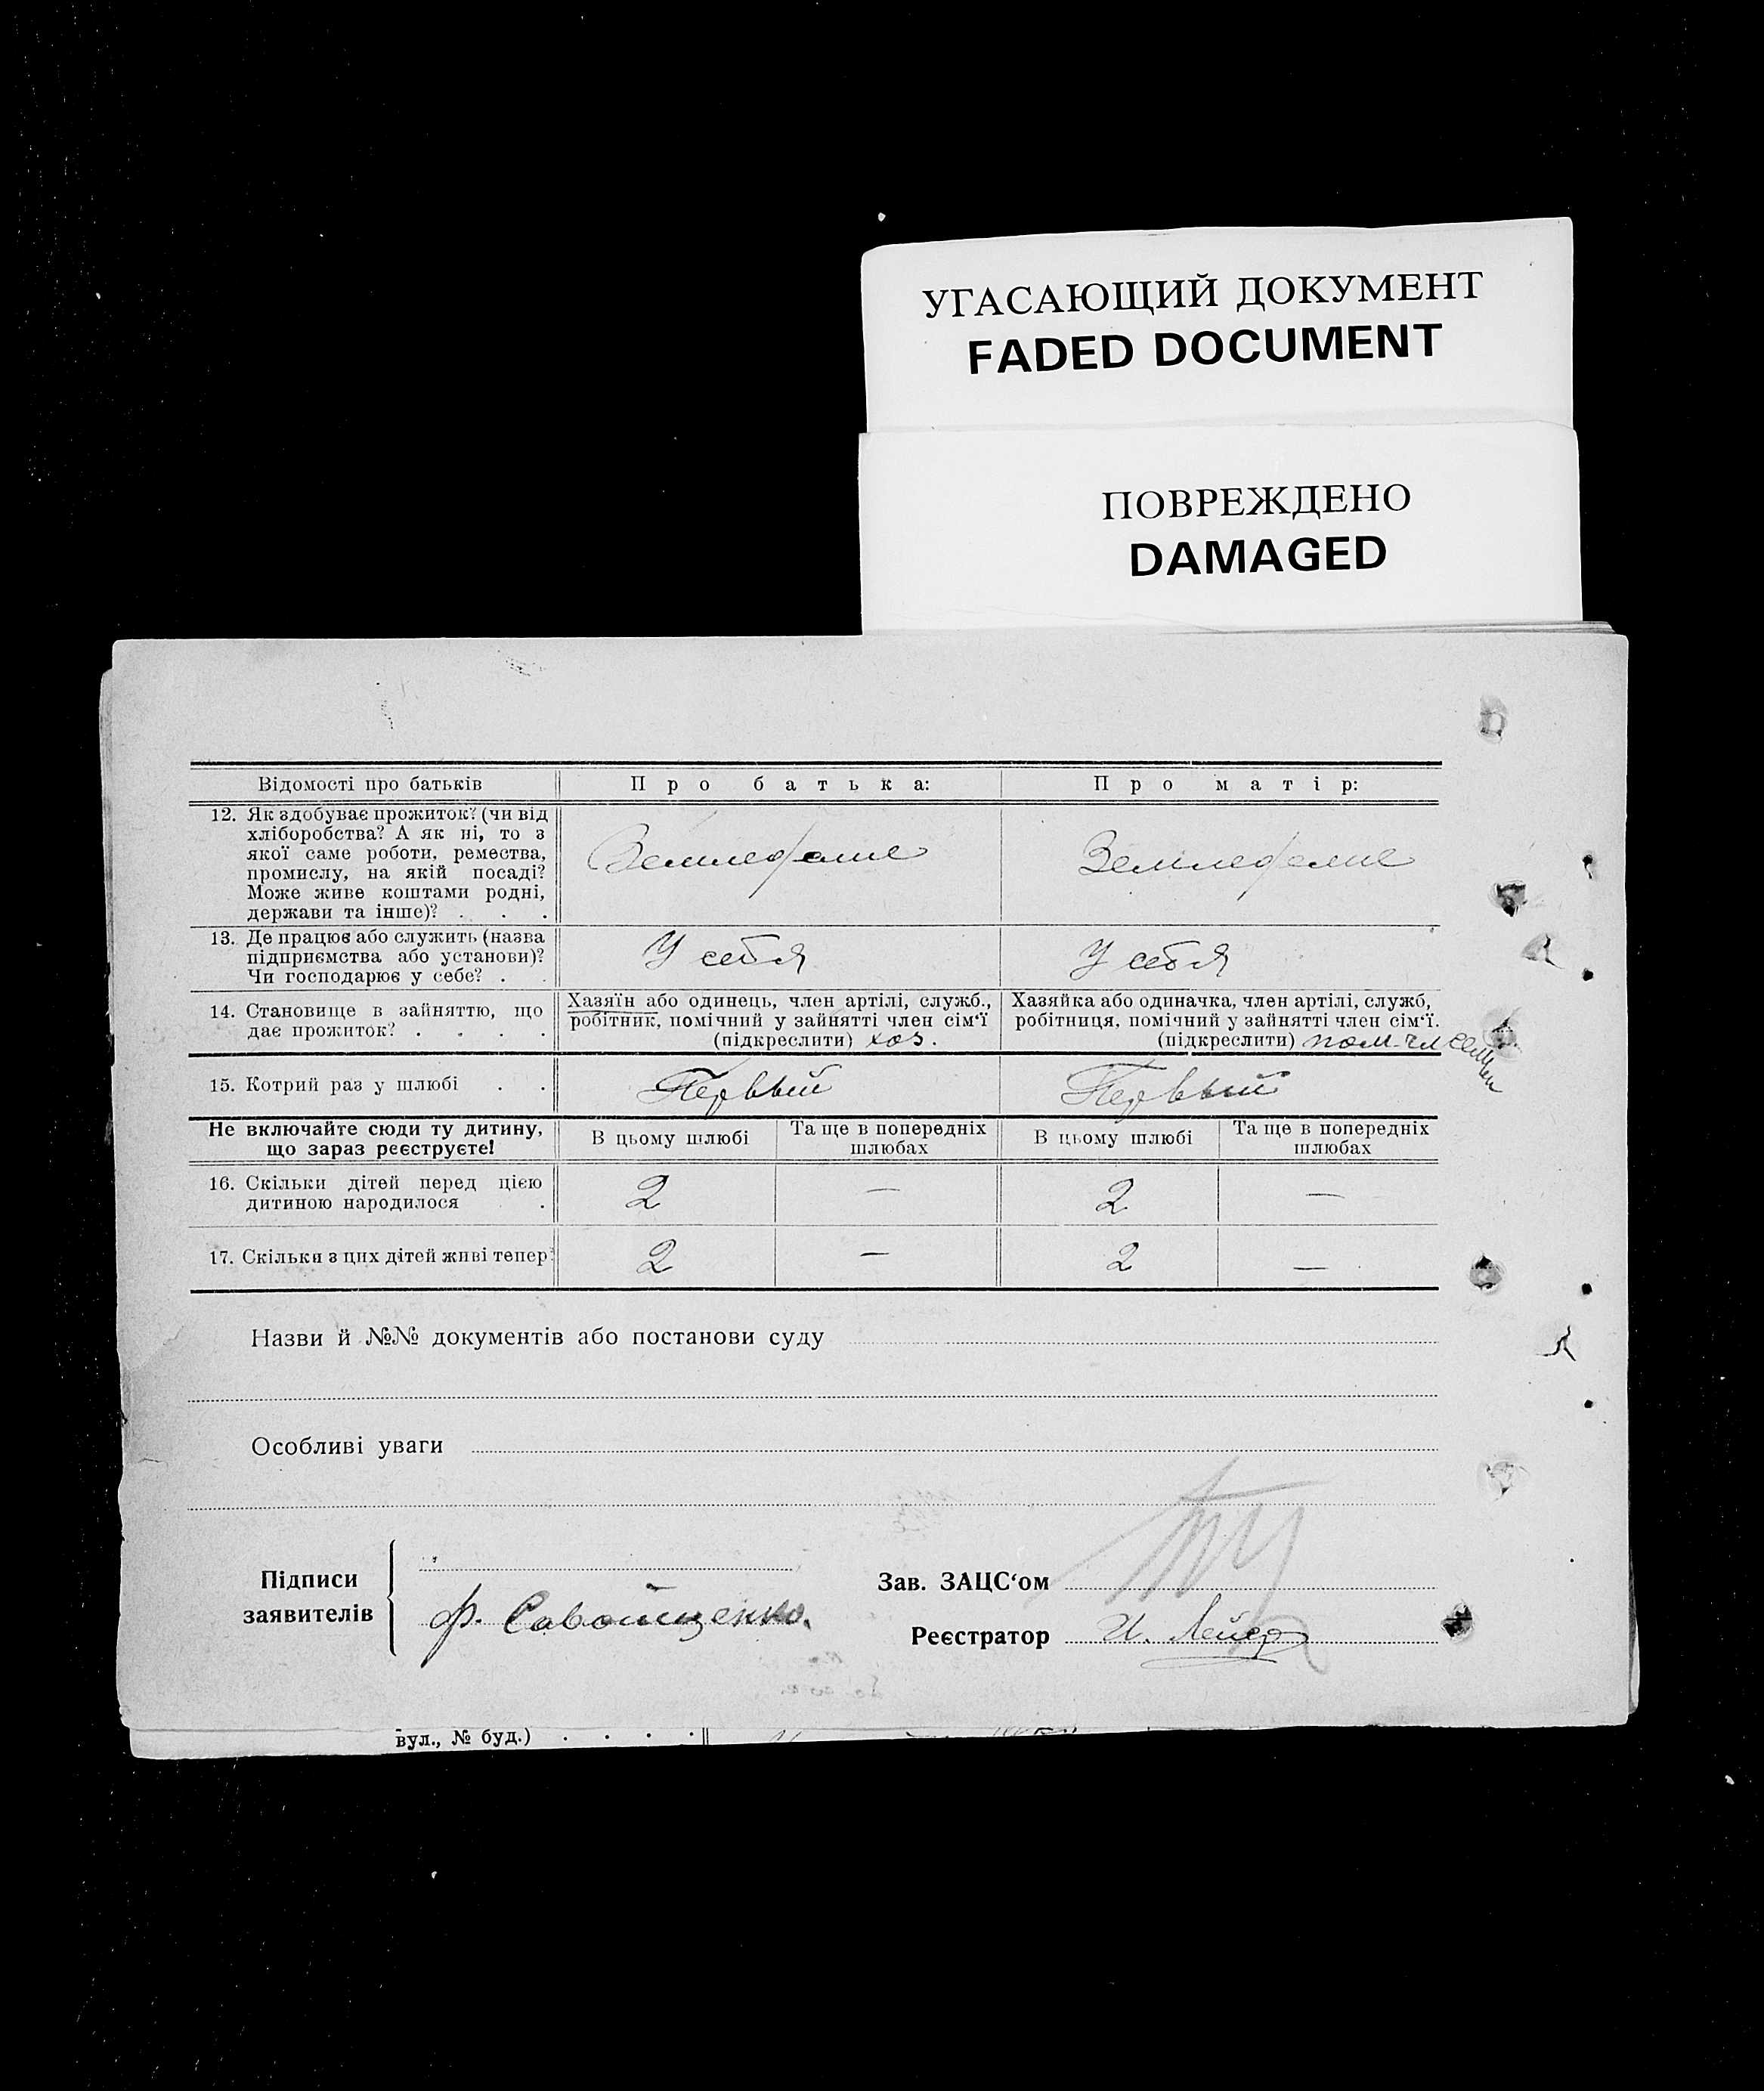 УГАСАЮЩИЙ ДОКУМЕНТ
FADED DOCUMENT
ПОВРЕЖДЕНО
DAMAGED
Відомості про батьків Про батька: Про матір:
12. Як здобуває прожиток? (чи від
хліборобства? А як ні, то з
якої саме роботи, ремества,
промислу, на якій посаді?
Може живе коштами родні,
держави та інше)? . . .
Земледелие Земледелие
13. Де працює або служить (назва
підприємства або установи)?
Чи господарює у себе? .
У себя У себя
14. Становище в зайняттю, що
дає прожиток? . . . .
Хазяїн або одинець, член артілі, служб.,
робітник, помічний у зайнятті член сім'ї
(підкреслити) хоз.
Хазяйка або одиначка, член артілі, служб,
робітниця, помічний у зайнятті член сім'ї.
(підкреслити) пом. чл семьи
15. Котрий раз у шлюбі . . Первый Первый
Не включайте сюди ту дитину,
що зараз реєструєте!
В цьому шлюбі
Та ще в попередніх
шлюбах
В цьому шлюбі
Та ще в попередніх
шлюбах
16. Скільки дітей перед цією
дитиною народилося .
2 — 2 —
17. Скільки з цих дітей живі тепер? 2 — 2 —
Назви й №№ документів або постанови суду
Особливі уваги
Підписи
заявителів
Ф.
Зав. ЗАЦС'ом
Реєстратор И. Лейер
вул., № буд.) . . . .